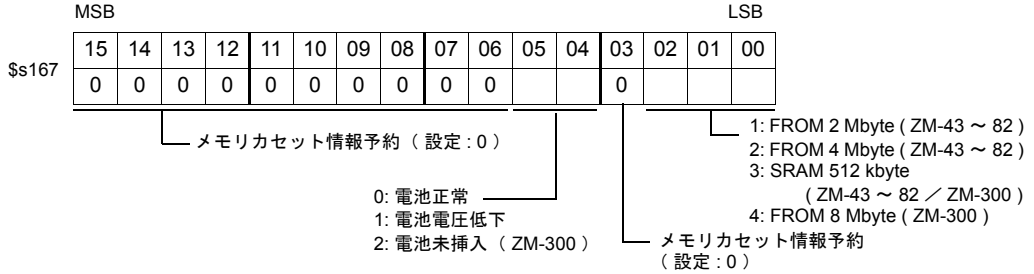 MSB LSB
15 14 13 12 11 10 09 08 07 06 05 04 03 02 01 00
$s167
0 0 0 0 0 0 0 0 0 0 0
メモリカセット情報予約（ 設定 : 0 ）
1: FROM 2 Mbyte ( ZM-43 ～ 82 )
2: FROM 4 Mbyte ( ZM-43 ～ 82 )
3: SRAM 512 kbyte
( ZM-43 ～ 82 ／ ZM-300 )
4: FROM 8 Mbyte ( ZM-300 )
0: 電池正常
1: 電池電圧低下
2: 電池未挿入（ ZM-300 ）
メモリカセット情報予約
（ 設定 : 0 ）